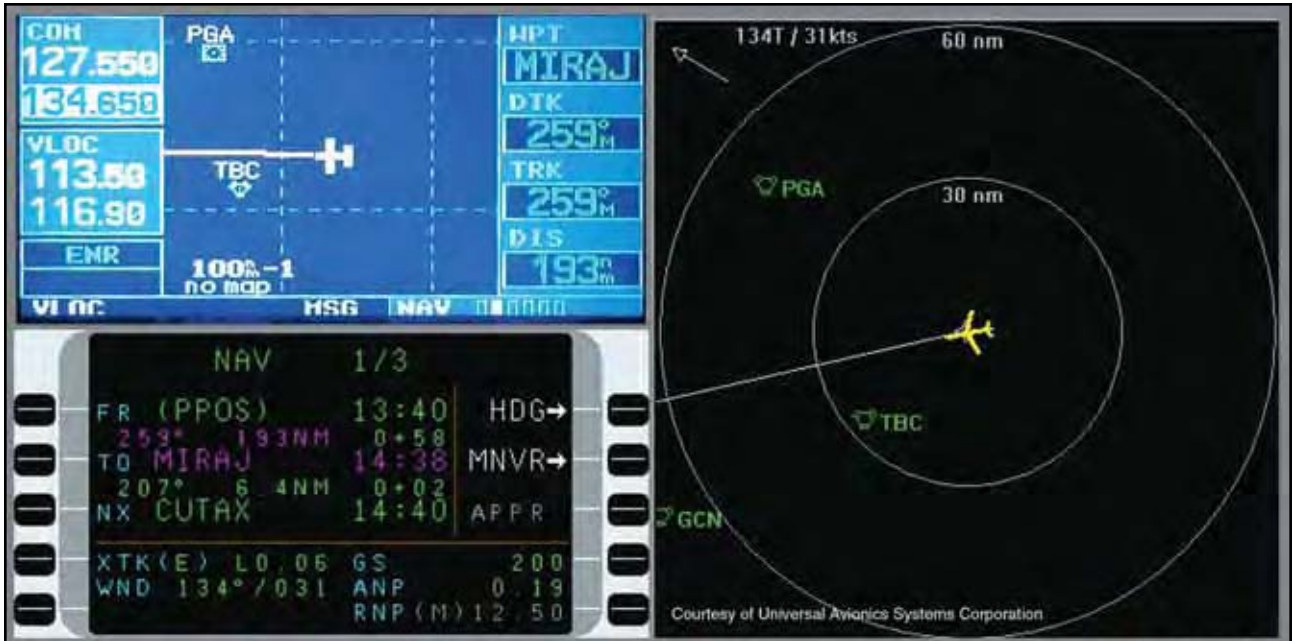 COM
127.550
134.650
VLOC
113.50
116.90
ENR
PGA
TBC
100nm-1
no map
WPT
MIRAJ
DTK
259°M
TRK
259°M
DIS
193nm
VLOC MSG NAV
NAV 1/3
FR (PPOS) 13:40 HDG→
259° 193NM 0+58
TO MIRAJ 14:38 MNVR→
207° 6.4NM 0+02
NX CUTAX 14:40 APPR
XTK(E) L0.06 GS 200
WND 134°/031 ANP 0.19
RNP(M)12.50
134T / 31kts
60 nm
PGA
30 nm
TBC
GCN
Courtesy of Universal Avionics Systems Corporation